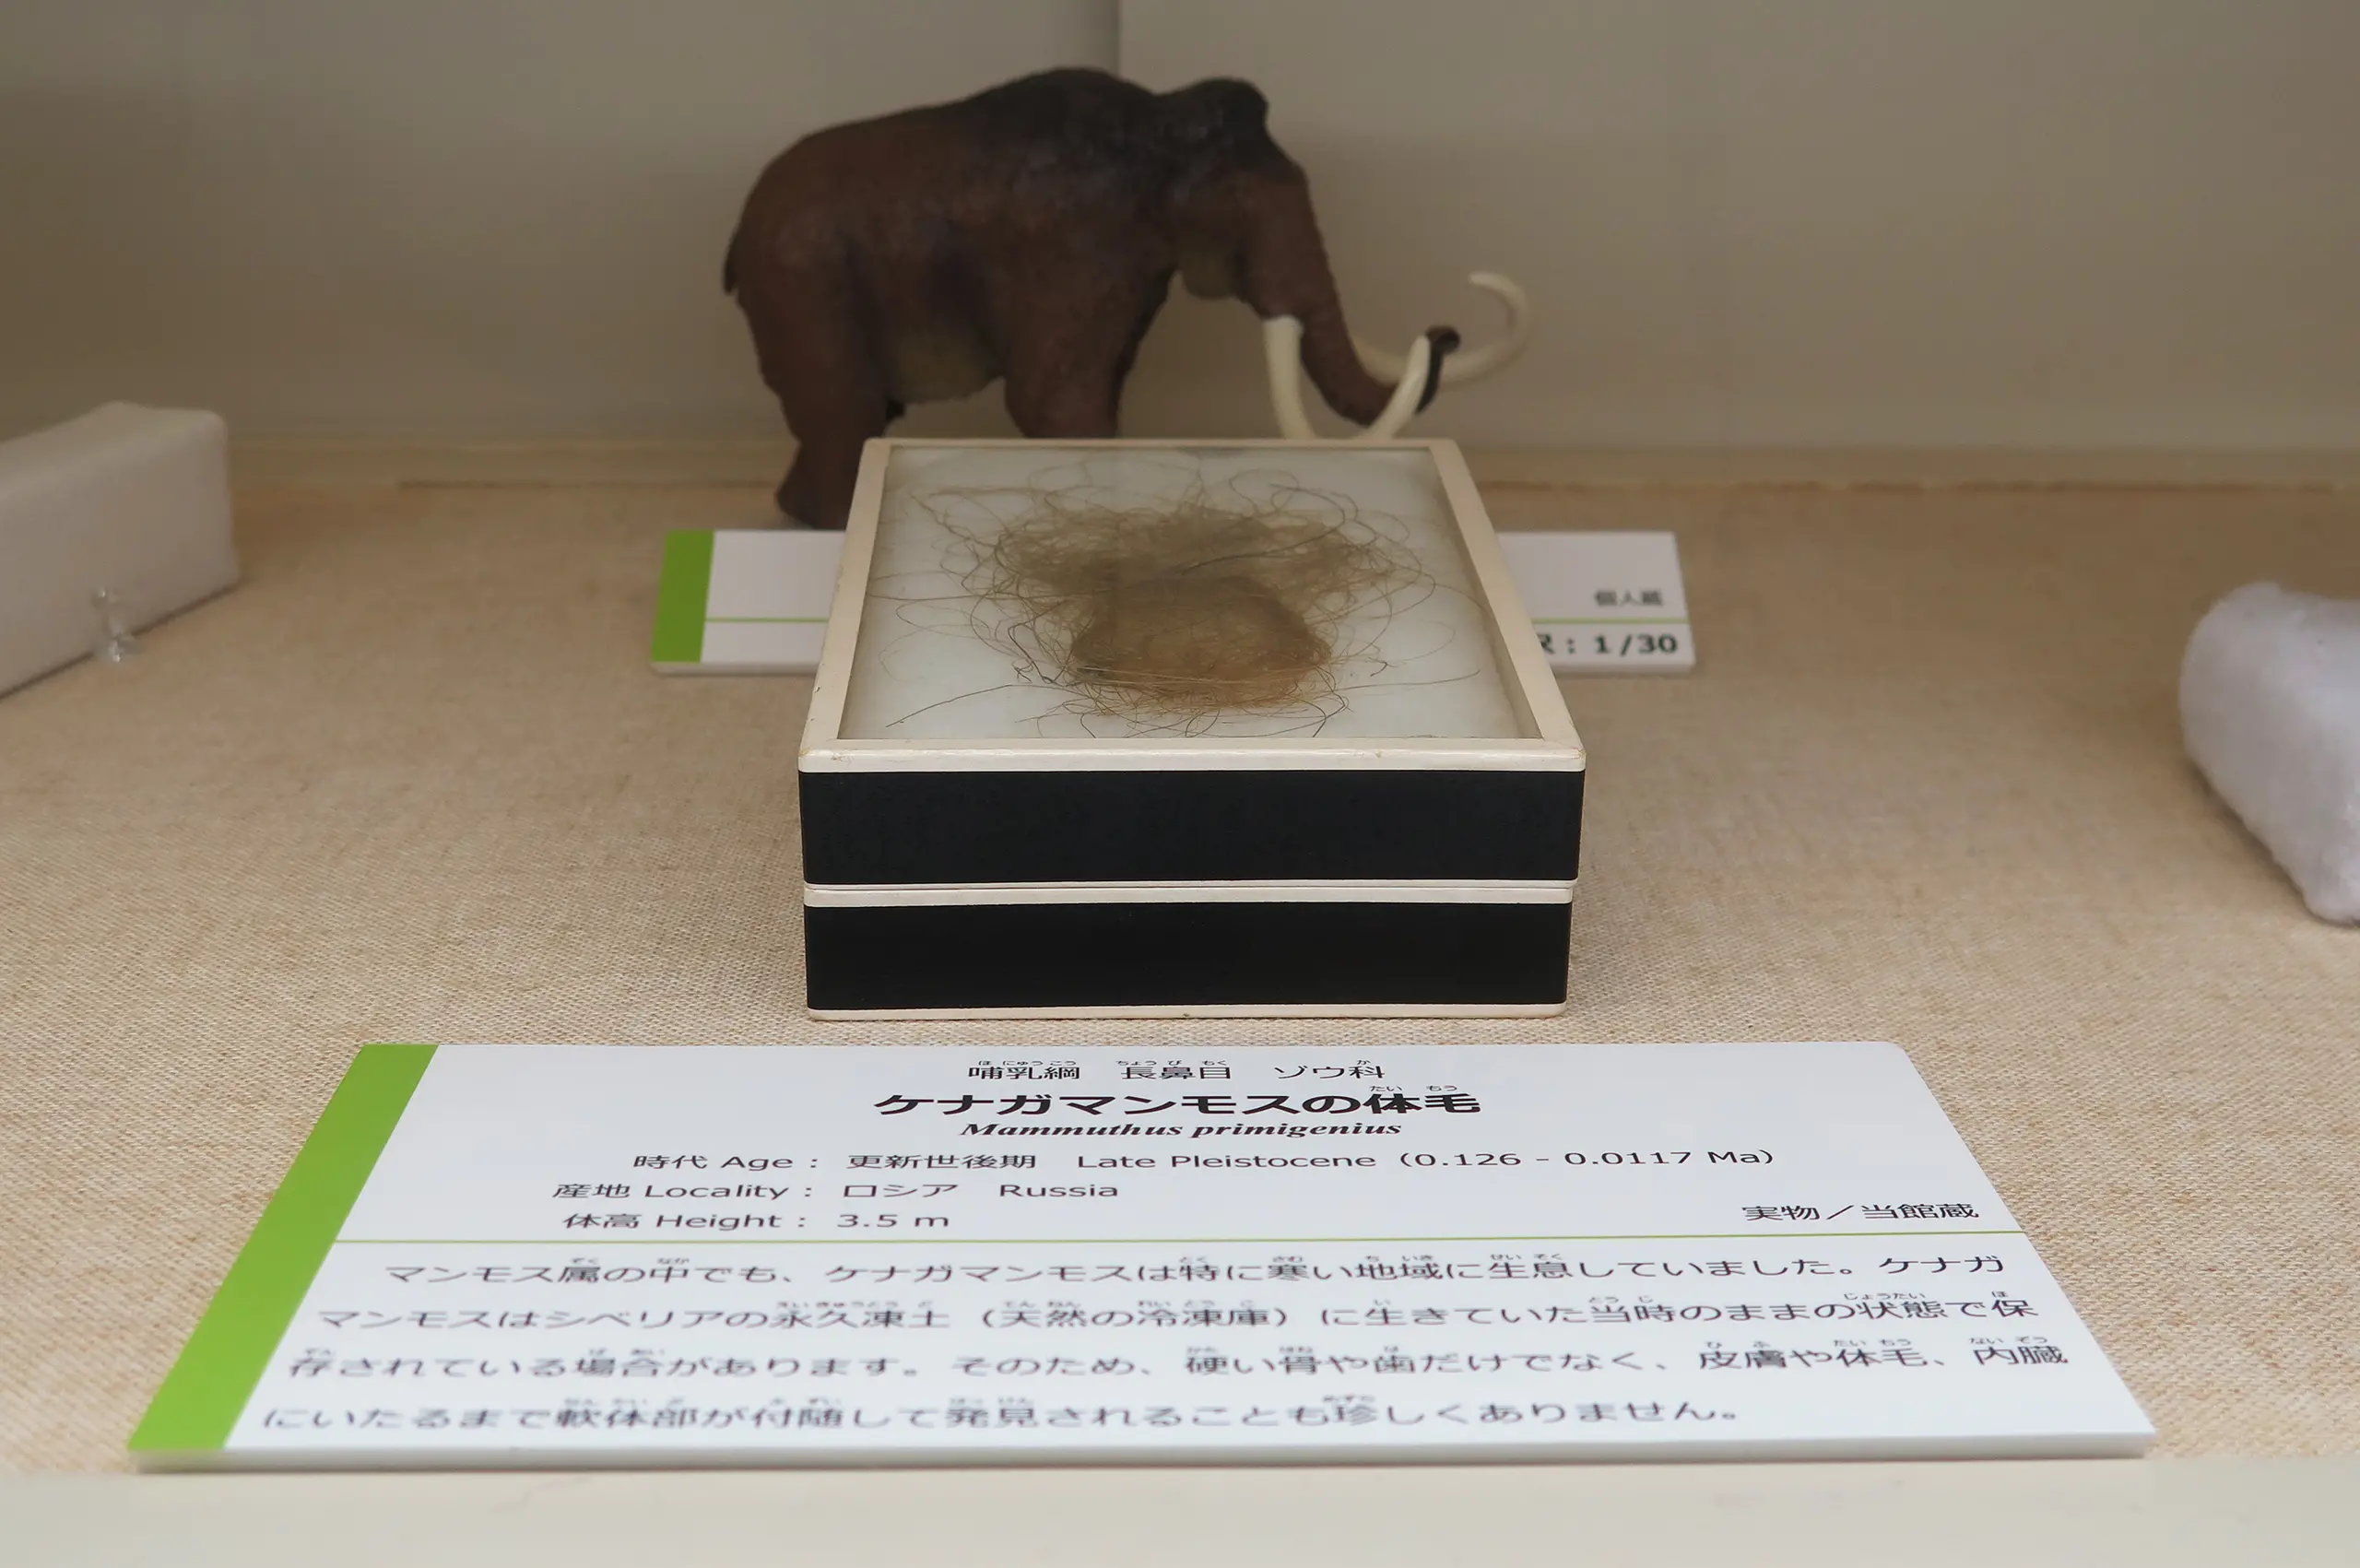 個人蔵
尺：1/30
哺乳綱　長鼻目　ゾウ科
ケナガマンモスの体毛
Mammuthus primigenius
時代 Age： 更新世後期　Late Pleistocene（0.126 - 0.0117 Ma）
産地 Locality： ロシア　Russia
体高 Height： 3.5 m
実物／当館蔵
マンモス属の中でも、ケナガマンモスは特に寒い地域に生息していました。ケナガ
マンモスはシベリアの永久凍土（天然の冷凍庫）に生きていた当時のままの状態で保
存されている場合があります。そのため、硬い骨や歯だけでなく、皮膚や体毛、内臓
にいたるまで軟体部が付随して発見されることも珍しくありません。